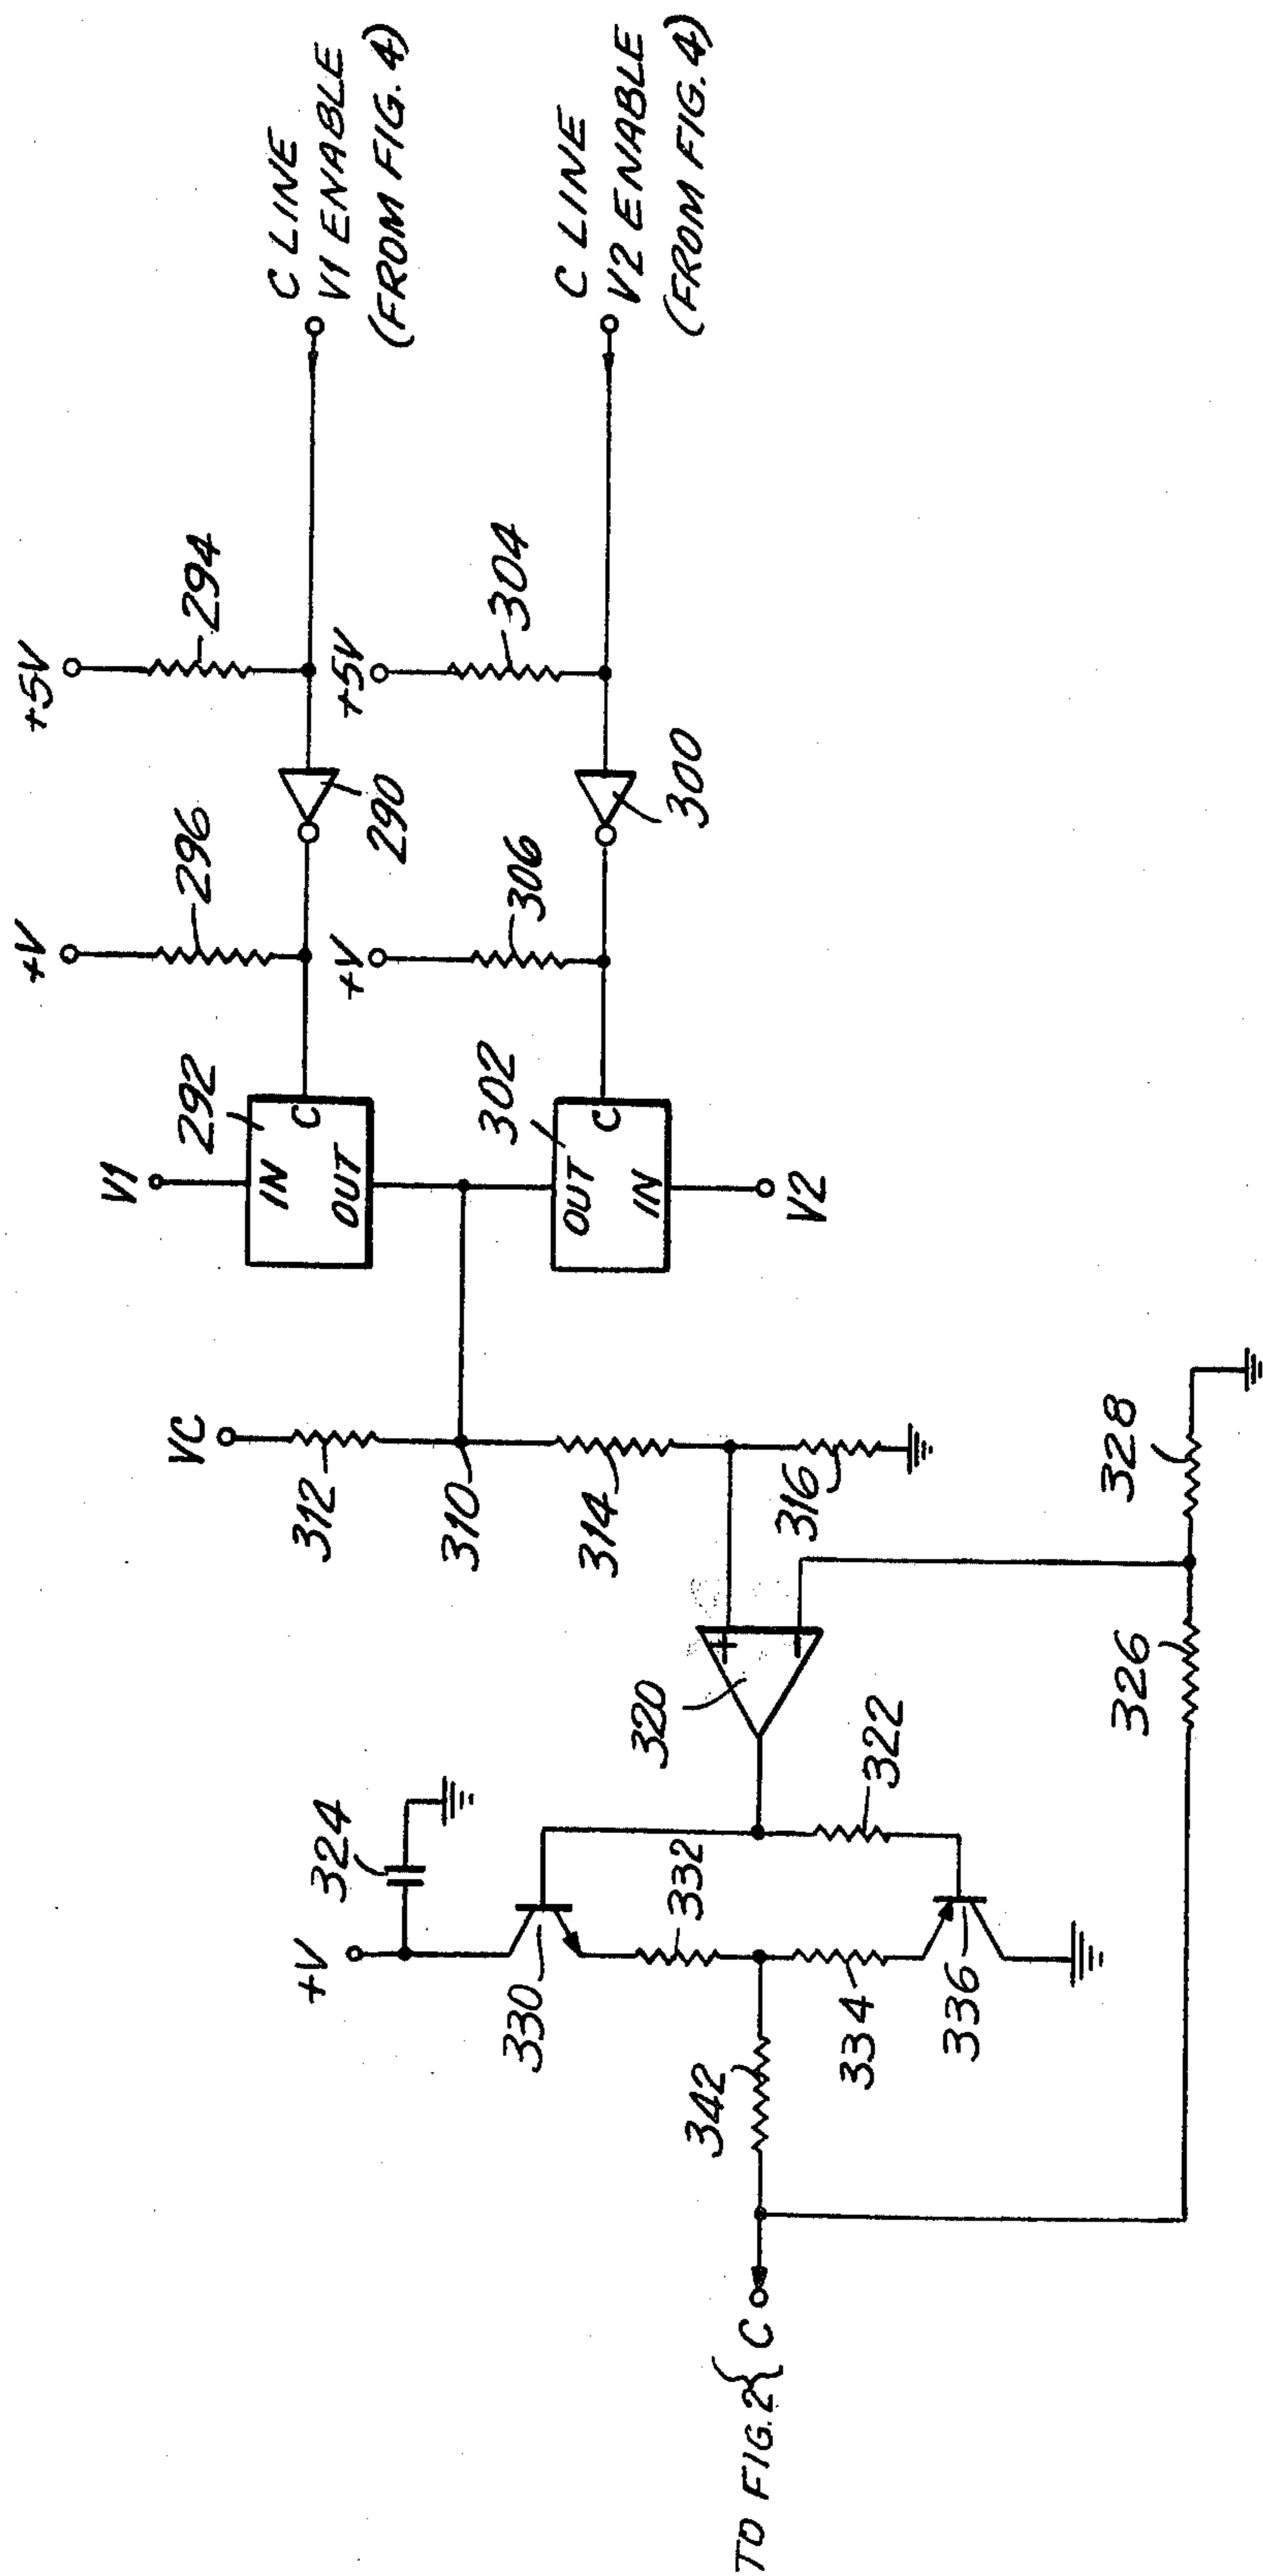 +5V
294
+V
296
C LINE
V1 ENABLE
(FROM FIG. 4)
290
V1
292
IN
C
OUT
+5V
304
+V
306
C LINE
V2 ENABLE
(FROM FIG. 4)
300
302
OUT
C
IN
V2
VC
312
310
314
316
+V
324
330
332
320
+
−
322
342
334
336
326
328
TO FIG. 2 { C